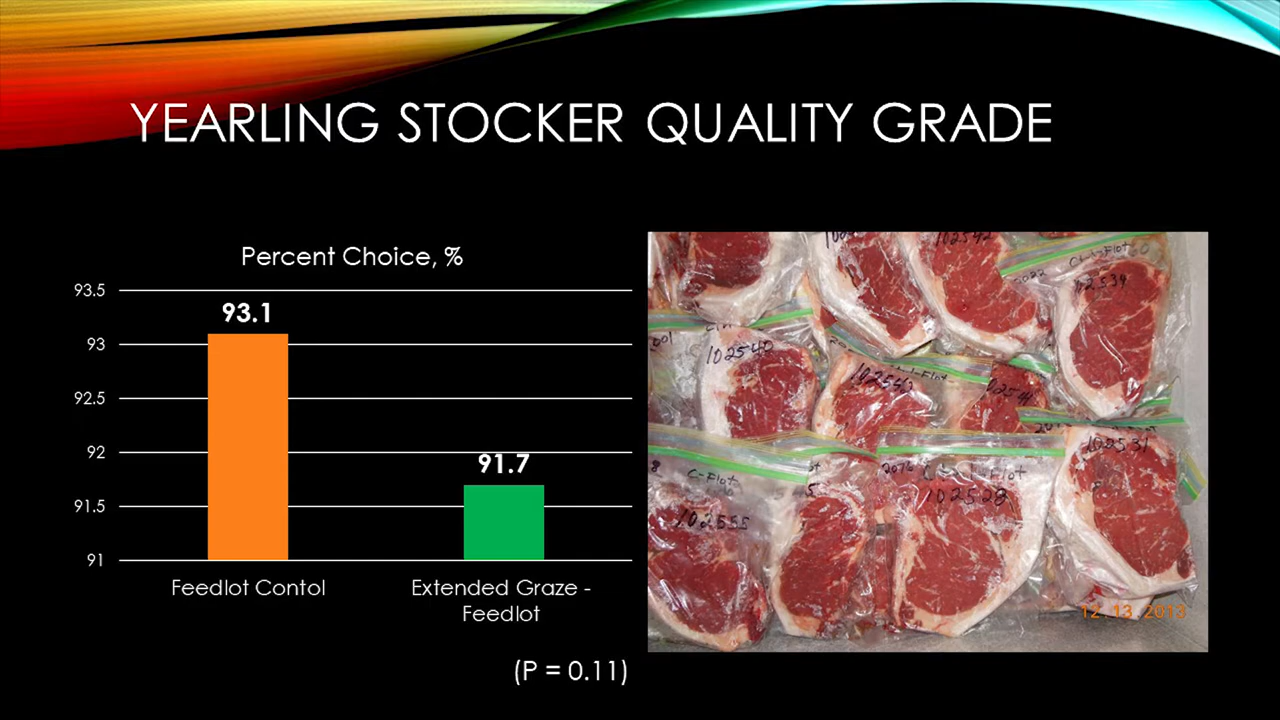 YEARLING STOCKER QUALITY GRADE
Percent Choice, %
93.5
93
92.5
92
91.5
91
93.1
91.7
Feedlot Contol
Extended Graze -
Feedlot
(P = 0.11)
102542
102534
102540
102528
102531
102555
C-Flot
12 13 2013